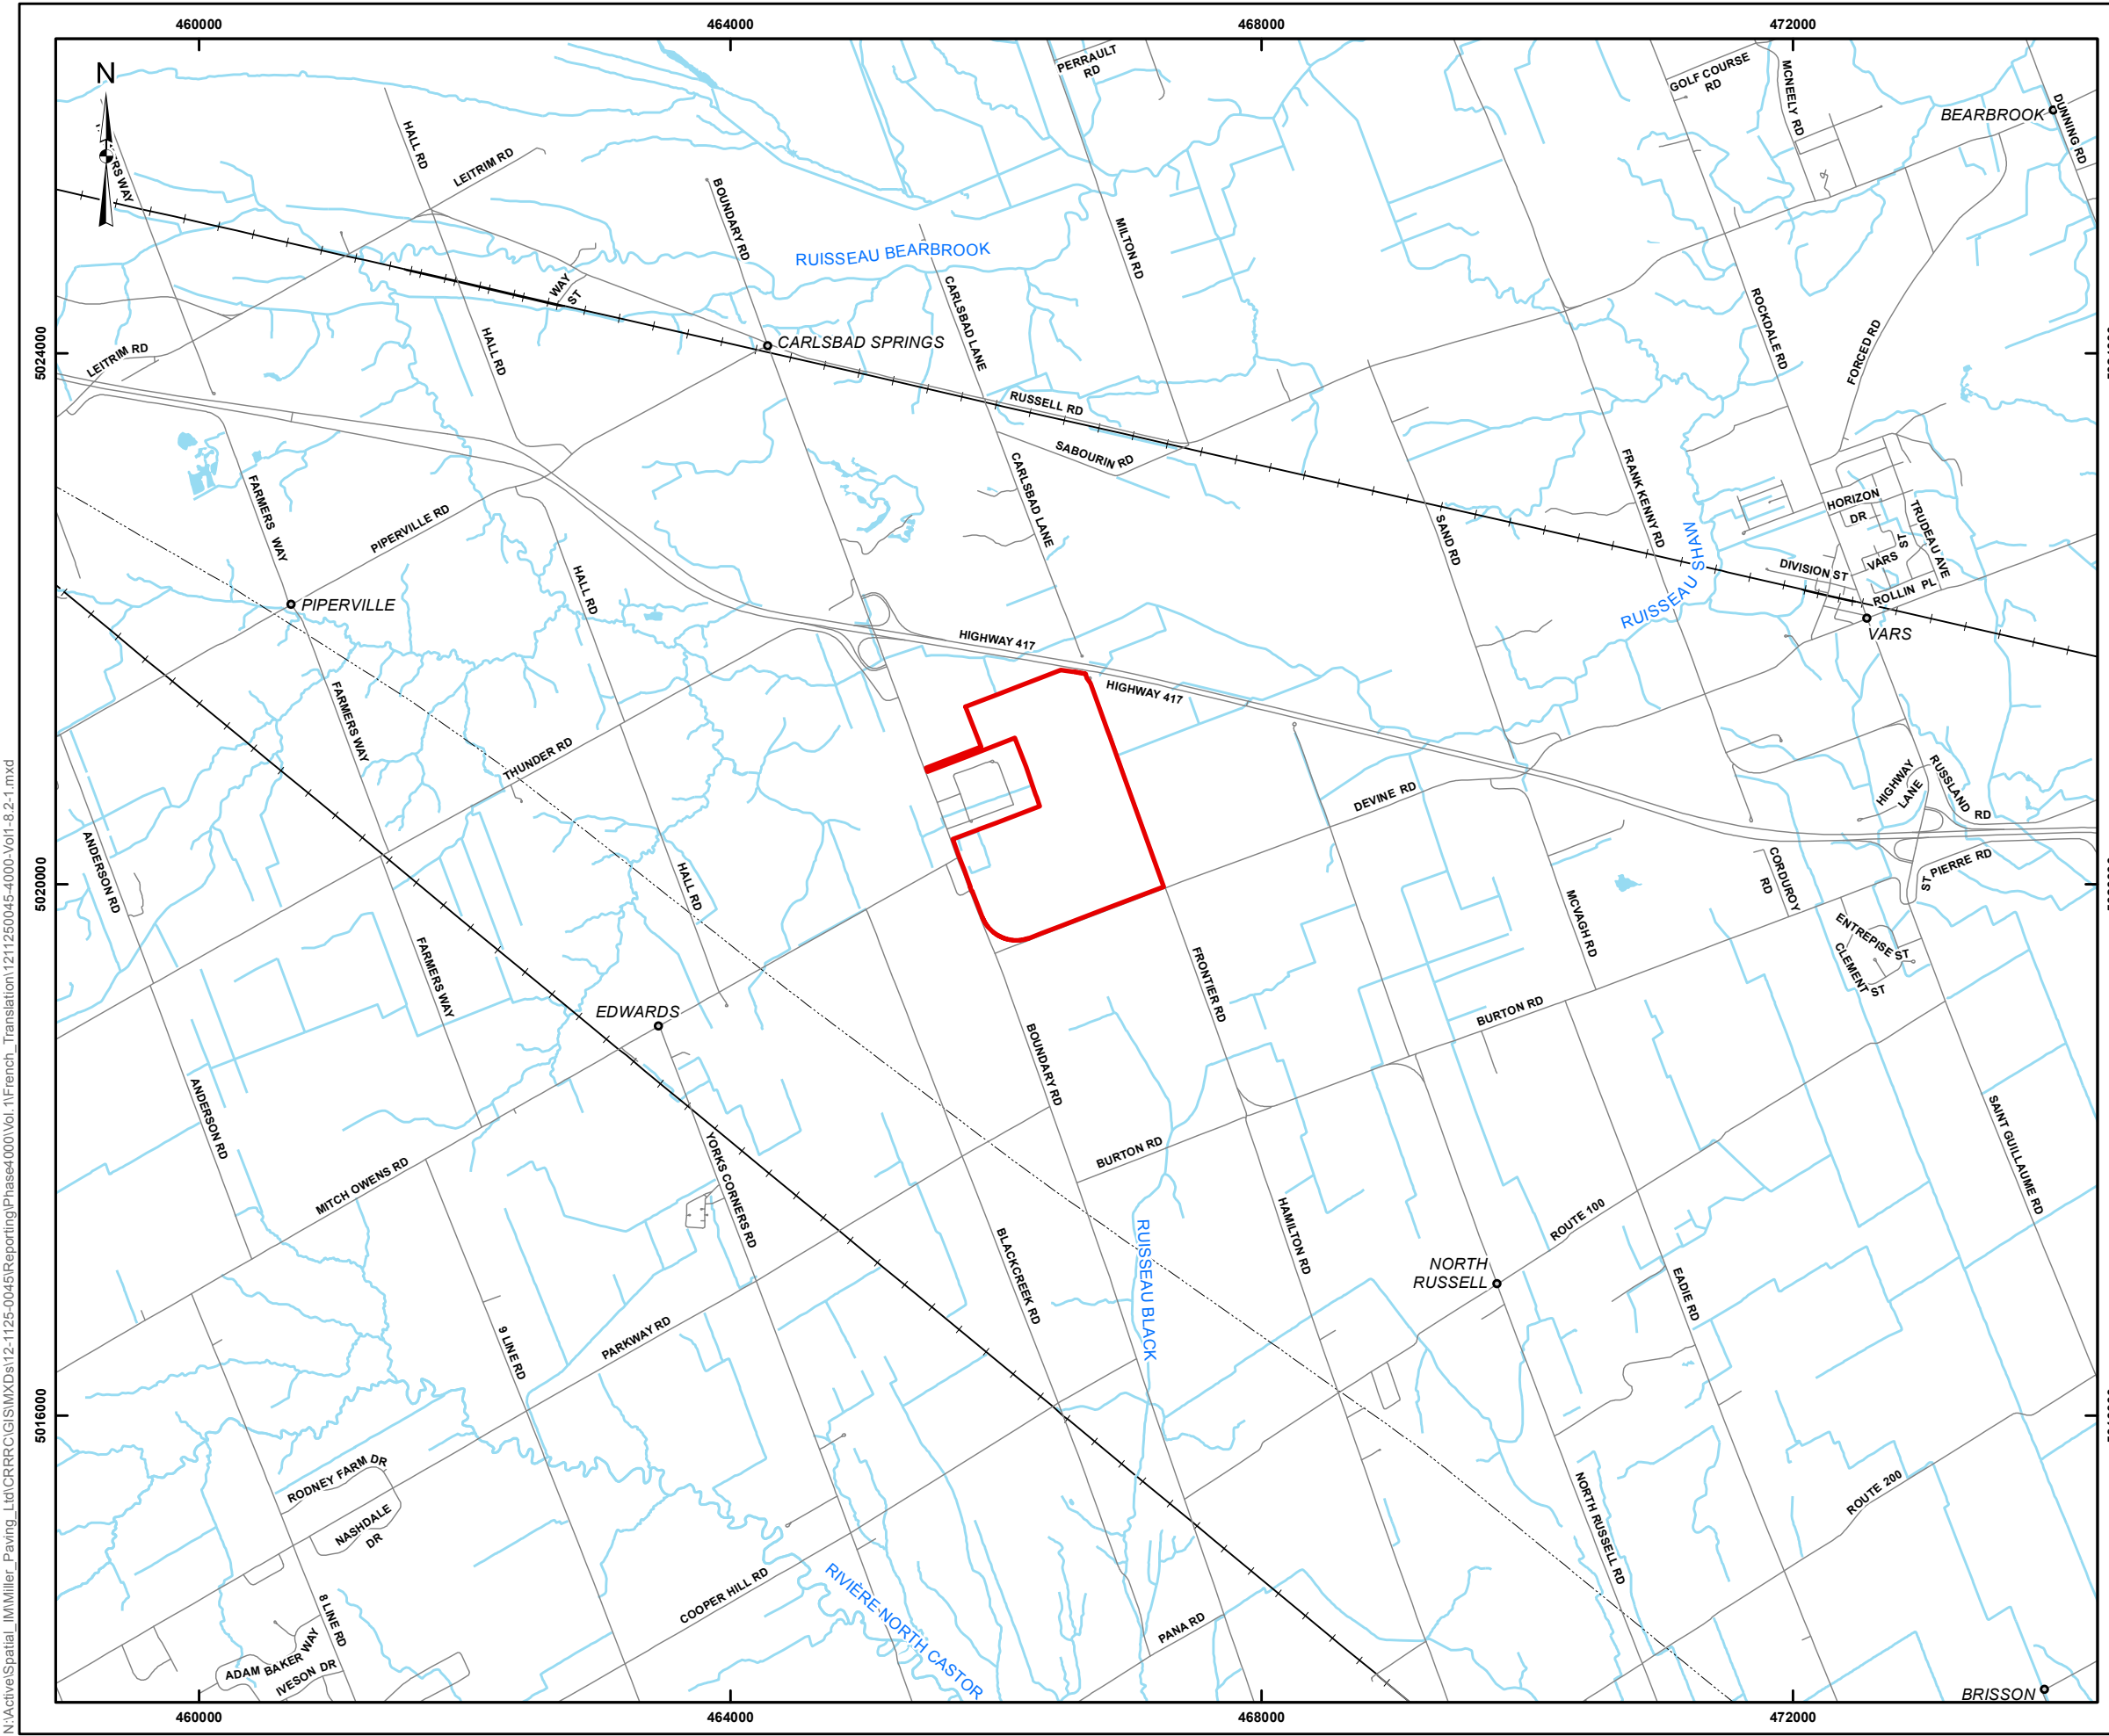 460000
464000
468000
472000
N
PERRAULT
RD
GOLF COURSE
RD
MCNEELY RD
BEARBROOK
DUNNING RD
HALL RD
LEITRIM RD
BOUNDARY RD
MILTON RD
RUISSEAU BEARBROOK
WAY
ST
CARLSBAD LANE
ROCKDALE RD
FORCED RD
5024000
LEITRIM RD
HALL RD
CARLSBAD SPRINGS
RUSSELL RD
SABOURIN RD
CARLSBAD LANE
FARMERS WAY
PIPERVILLE RD
SAND RD
FRANK KENNY RD
HORIZON
DR
TRUDEAU AVE
ST
VARS
DIVISION ST
ROLLIN PL
RUISSEAU SHAW
VARS
PIPERVILLE
HALL RD
HIGHWAY 417
HIGHWAY 417
FARMERS WAY
THUNDER RD
DEVINE RD
HIGHWAY
LANE
RUSSLAND RD
ANDERSON RD
HALL RD
5020000
CORDUROY
RD
ST PIERRE RD
MCVAGH RD
ENTREPISE ST
CLEMENT ST
FARMERS WAY
FRONTIER RD
EDWARDS
BURTON RD
BOUNDARY RD
ANDERSON RD
MITCH OWENS RD
YORKS CORNERS RD
BURTON RD
SAINT GUILLAUME RD
RUISSEAU BLACK
HAMILTON RD
ROUTE 100
BLACKCREEK RD
NORTH
RUSSELL
EADIE RD
9 LINE RD
PARKWAY RD
5016000
RODNEY FARM DR
NASHDALE
DR
NORTH RUSSELL RD
ROUTE 200
COOPER HILL RD
RIVIÈRE NORTH CASTOR
PANA RD
8 LINE RD
ADAM BAKER WAY
IVESON DR
BRISSON
460000
464000
468000
472000
N:\Active\Spatial_IM\Miller_Paving_Ltd\CRRRC\GIS\MXDs\12-1125-0045\Reporting\Phase4000\Vol.1\French_Translation\1211250045-4000-Vol1-8.2-1.mxd